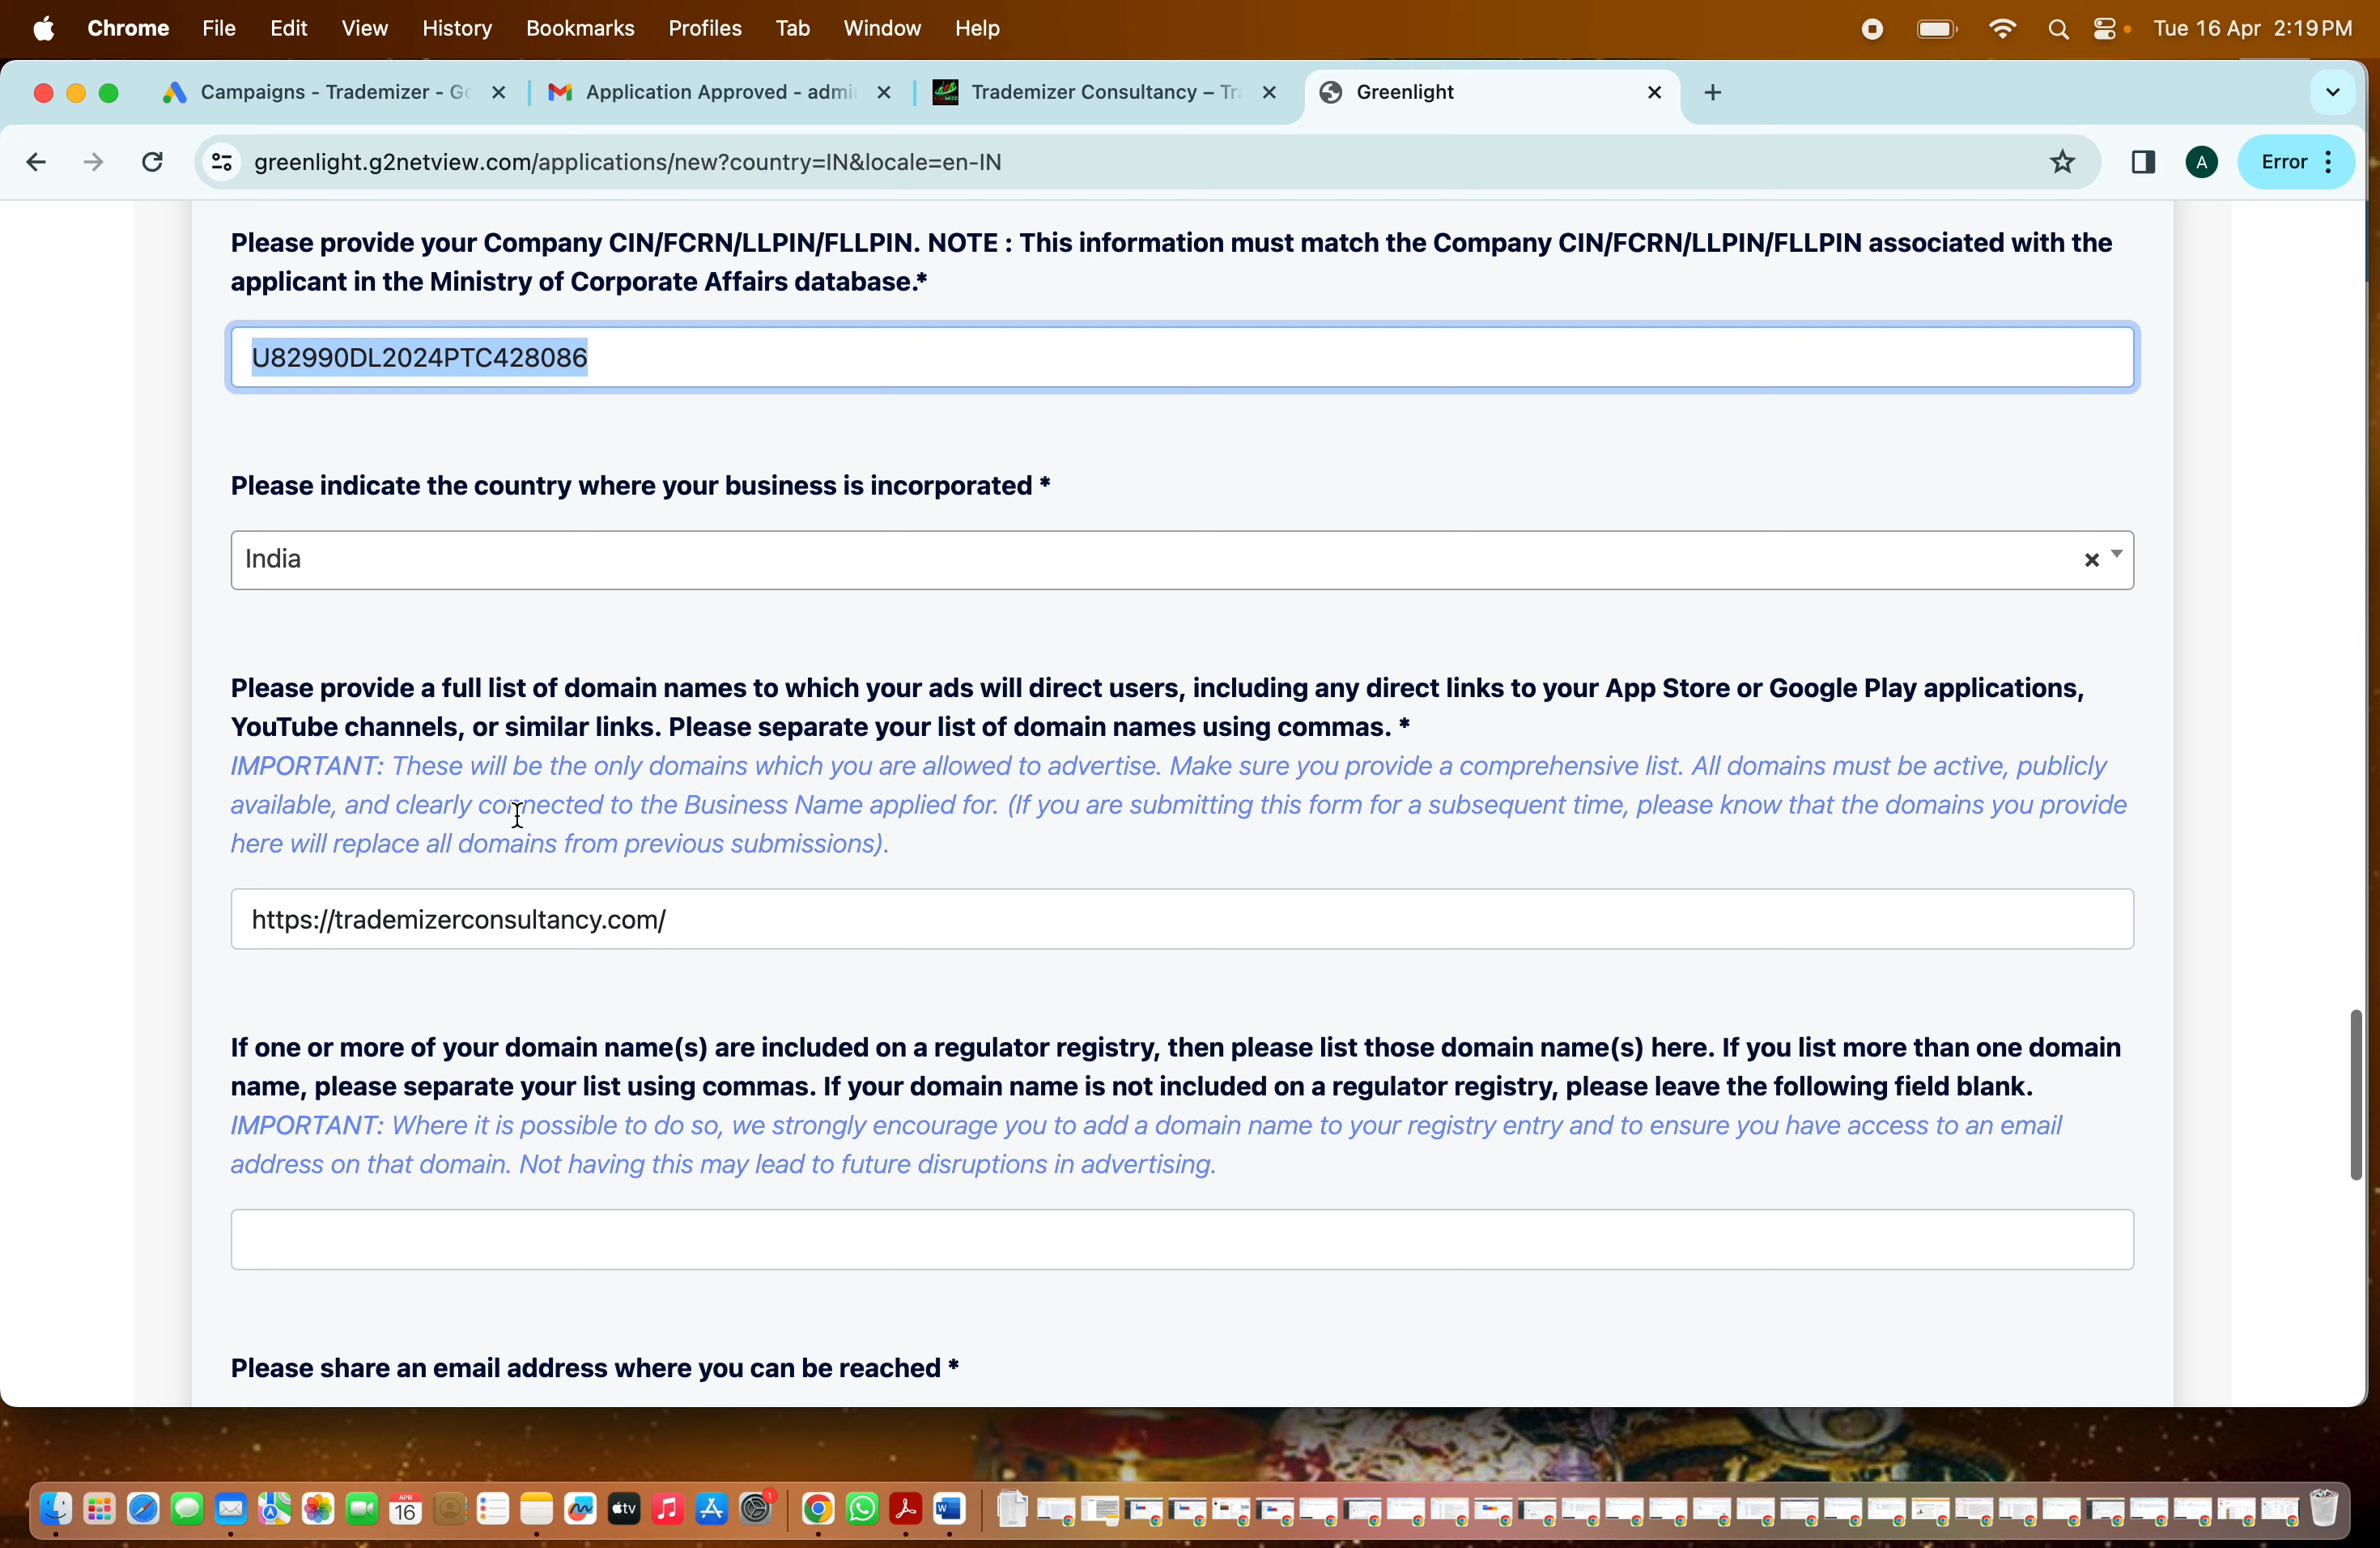 Chrome File Edit View History Bookmarks Profiles Tab Window Help Tue 16 Apr 2:19 PM
Campaigns - Trademizer - Go Application Approved - admi Trademizer Consultancy – Tr Greenlight
greenlight.g2netview.com/applications/new?country=IN&locale=en-IN A Error
Please provide your Company CIN/FCRN/LLPIN/FLLPIN. NOTE : This information must match the Company CIN/FCRN/LLPIN/FLLPIN associated with the
applicant in the Ministry of Corporate Affairs database.*
U82990DL2024PTC428086
Please indicate the country where your business is incorporated *
India
Please provide a full list of domain names to which your ads will direct users, including any direct links to your App Store or Google Play applications,
YouTube channels, or similar links. Please separate your list of domain names using commas. *
IMPORTANT: These will be the only domains which you are allowed to advertise. Make sure you provide a comprehensive list. All domains must be active, publicly
available, and clearly connected to the Business Name applied for. (If you are submitting this form for a subsequent time, please know that the domains you provide
here will replace all domains from previous submissions).
https://trademizerconsultancy.com/
If one or more of your domain name(s) are included on a regulator registry, then please list those domain name(s) here. If you list more than one domain
name, please separate your list using commas. If your domain name is not included on a regulator registry, please leave the following field blank.
IMPORTANT: Where it is possible to do so, we strongly encourage you to add a domain name to your registry entry and to ensure you have access to an email
address on that domain. Not having this may lead to future disruptions in advertising.
Please share an email address where you can be reached *
APR
16
tv
1